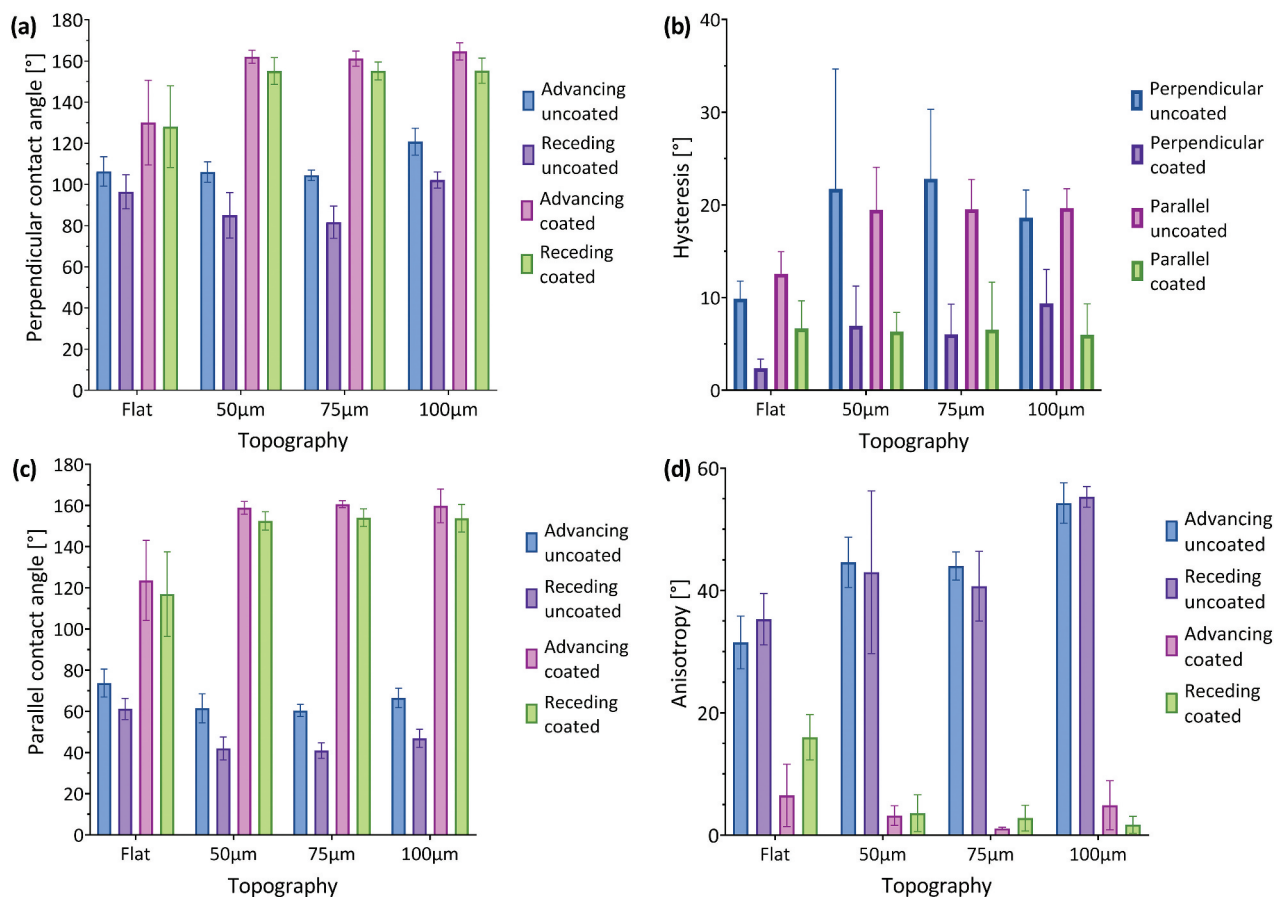 (a)
Perpendicular contact angle [°]
180
160
140
120
100
80
60
40
20
0
Flat
50µm
75µm
100µm
Topography
Advancing
uncoated
Receding
uncoated
Advancing
coated
Receding
coated
(b)
Hysteresis [°]
40
30
20
10
0
Flat
50µm
75µm
100µm
Topography
Perpendicular
uncoated
Perpendicular
coated
Parallel
uncoated
Parallel
coated
(c)
Parallel contact angle [°]
180
160
140
120
100
80
60
40
20
0
Flat
50µm
75µm
100µm
Topography
Advancing
uncoated
Receding
uncoated
Advancing
coated
Receding
coated
(d)
Anisotropy [°]
60
40
20
0
Flat
50µm
75µm
100µm
Topography
Advancing
uncoated
Receding
uncoated
Advancing
coated
Receding
coated